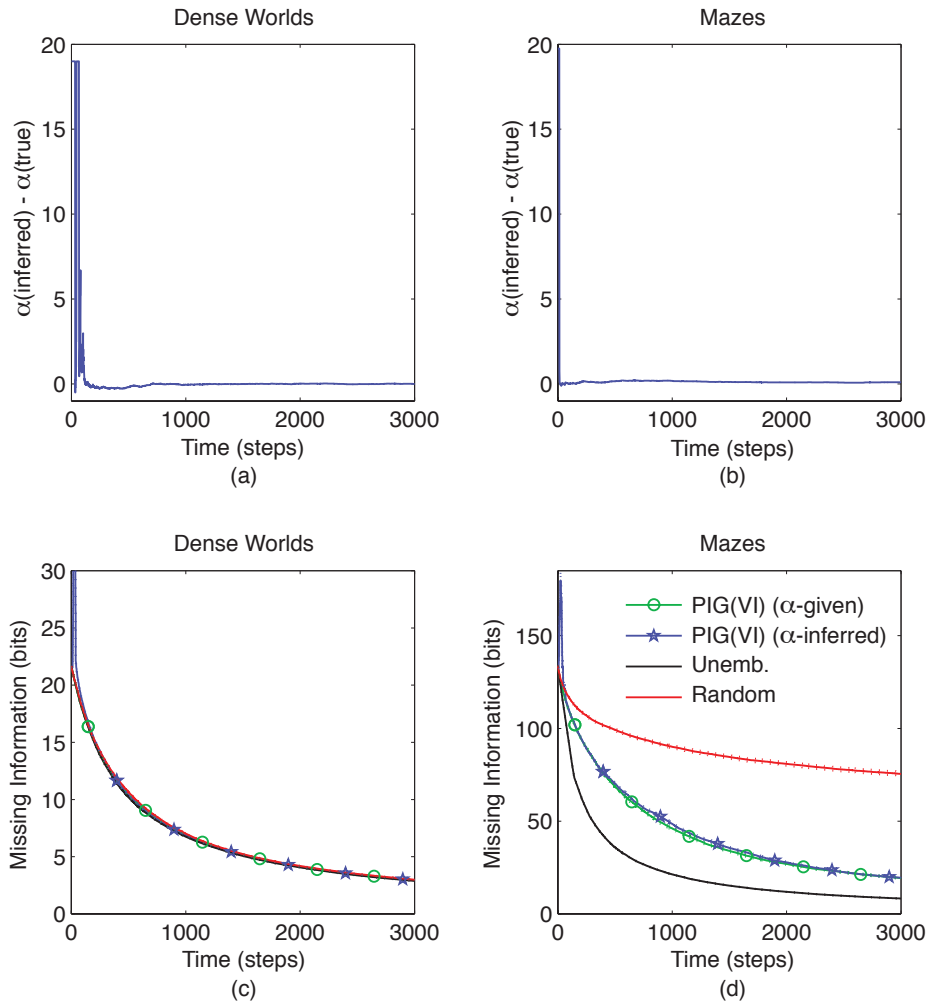 Dense Worlds
20
15
10
5
0
α(inferred) - α(true)
0 1000 2000 3000
Time (steps)
(a)
Mazes
20
15
10
5
0
α(inferred) - α(true)
0 1000 2000 3000
Time (steps)
(b)
Dense Worlds
30
25
20
15
10
5
0
Missing Information (bits)
0 1000 2000 3000
Time (steps)
(c)
Mazes
150
100
50
0
Missing Information (bits)
PIG(VI) (α-given)
PIG(VI) (α-inferred)
Unemb.
Random
0 1000 2000 3000
Time (steps)
(d)